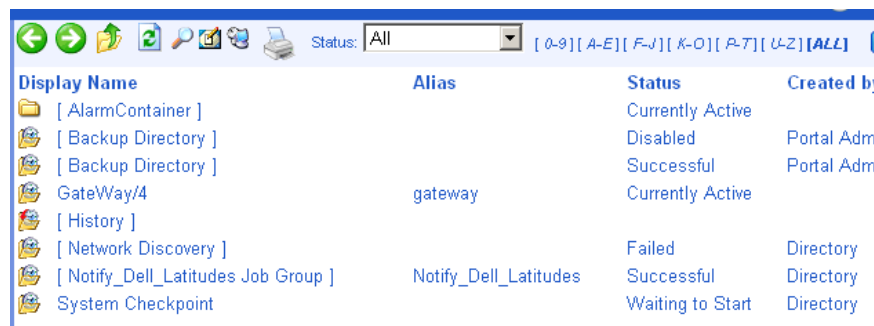 Status: All [ 0-9][ A-E][ F-J][ K-O][ P-T][ U-Z][ALL]
Display Name Alias Status Created by
[ AlarmContainer ] Currently Active
[ Backup Directory ] Disabled Portal Adm
[ Backup Directory ] Successful Portal Adm
GateWay/4 gateway Currently Active
[ History ]
[ Network Discovery ] Failed Directory
[ Notify_Dell_Latitudes Job Group ] Notify_Dell_Latitudes Successful Directory
System Checkpoint Waiting to Start Directory